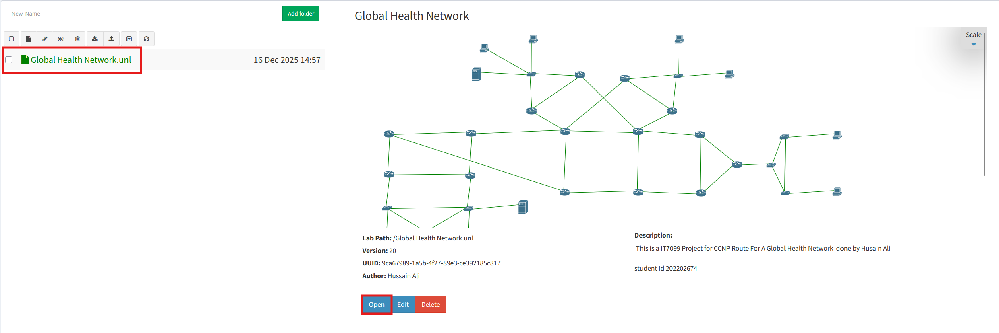 New Name
Add folder
Global Health Network.unl
16 Dec 2025 14:57
Global Health Network
Scale
Lab Path: /Global Health Network.unl
Version: 20
UUID: 9ca67989-1a5b-4f27-89e3-ce392185c817
Author: Hussain Ali
Description:
This is a IT7099 Project for CCNP Route For A Global Health Network done by Husain Ali
student Id 202202674
Open
Edit
Delete